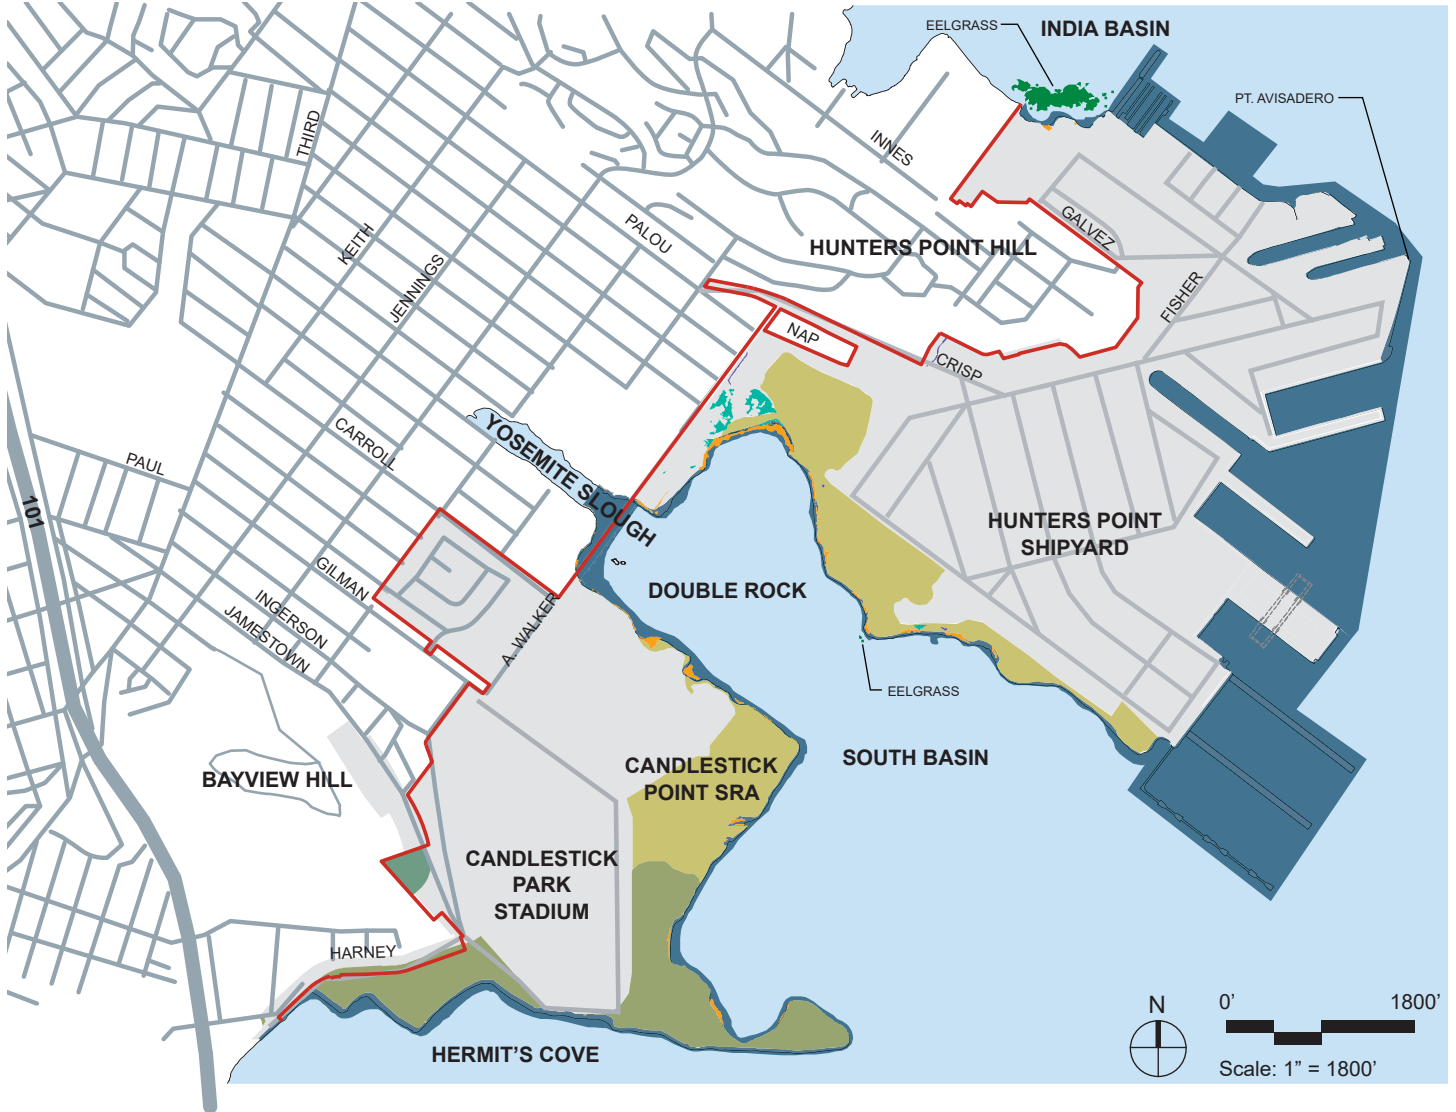 EELGRASS
INDIA BASIN
PT. AVISADERO
THIRD
INNES
PALOU
KEITH
GALVEZ
HUNTERS POINT HILL
JENNINGS
FISHER
NAP
CRISP
YOSEMITE SLOUGH
CARROLL
PAUL
101
HUNTERS POINT
SHIPYARD
GILMAN
DOUBLE ROCK
INGERSON
JAMESTOWN
A. WALKER
EELGRASS
SOUTH BASIN
BAYVIEW HILL
CANDLESTICK
POINT SRA
CANDLESTICK
PARK
STADIUM
HARNEY
HERMIT'S COVE
N
0' 1800'
Scale: 1” = 1800’